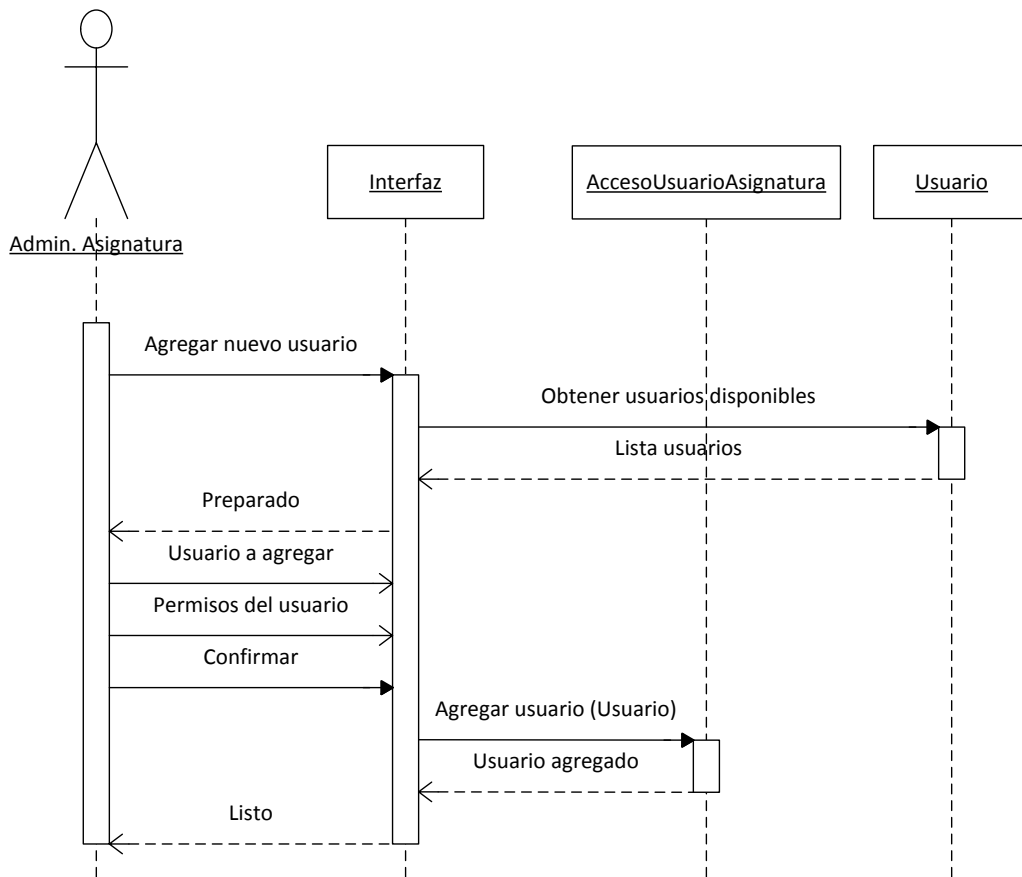 Interfaz
AccesoUsuarioAsignatura
Usuario
Admin. Asignatura
Agregar nuevo usuario
Obtener usuarios disponibles
Lista usuarios
Preparado
Usuario a agregar
Permisos del usuario
Confirmar
Agregar usuario (Usuario)
Usuario agregado
Listo